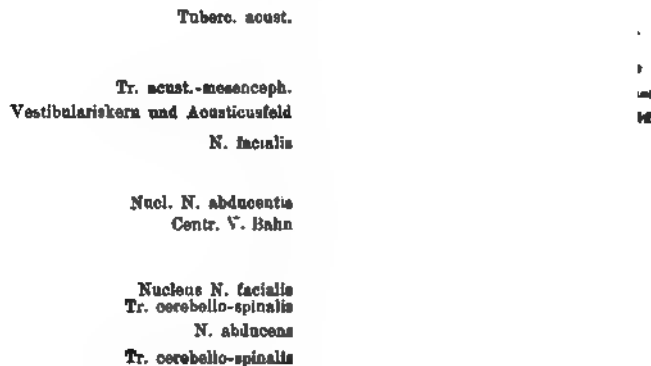 Tuberc. acust.
Tr. acust.-mesenceph.
Vestibulariskern und Acusticusfeld
N. facialis
Nucl. N. abducentis
Centr. V. Bahn
Nucleus N. facialis
Tr. cerebello-spinalis
N. abducens
Tr. cerebello-spinalis